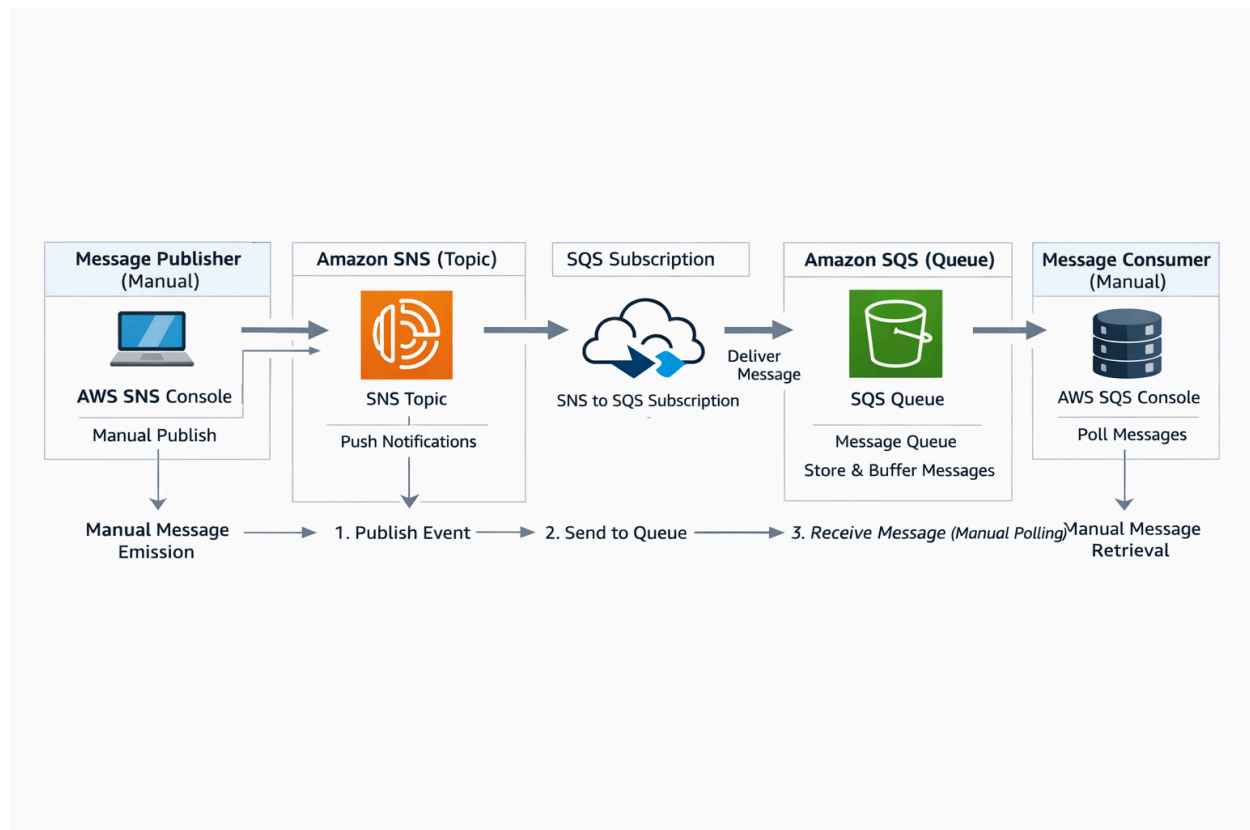 Message Publisher
(Manual)
AWS SNS Console
Manual Publish
Amazon SNS (Topic)
SNS Topic
Push Notifications
SQS Subscription
SNS to SQS Subscription
Deliver
Message
Amazon SQS (Queue)
SQS Queue
Message Queue
Store & Buffer Messages
Message Consumer
(Manual)
AWS SQS Console
Poll Messages
Manual Message
Emission
1. Publish Event
2. Send to Queue
3. Receive Message (Manual Polling)
Manual Message
Retrieval